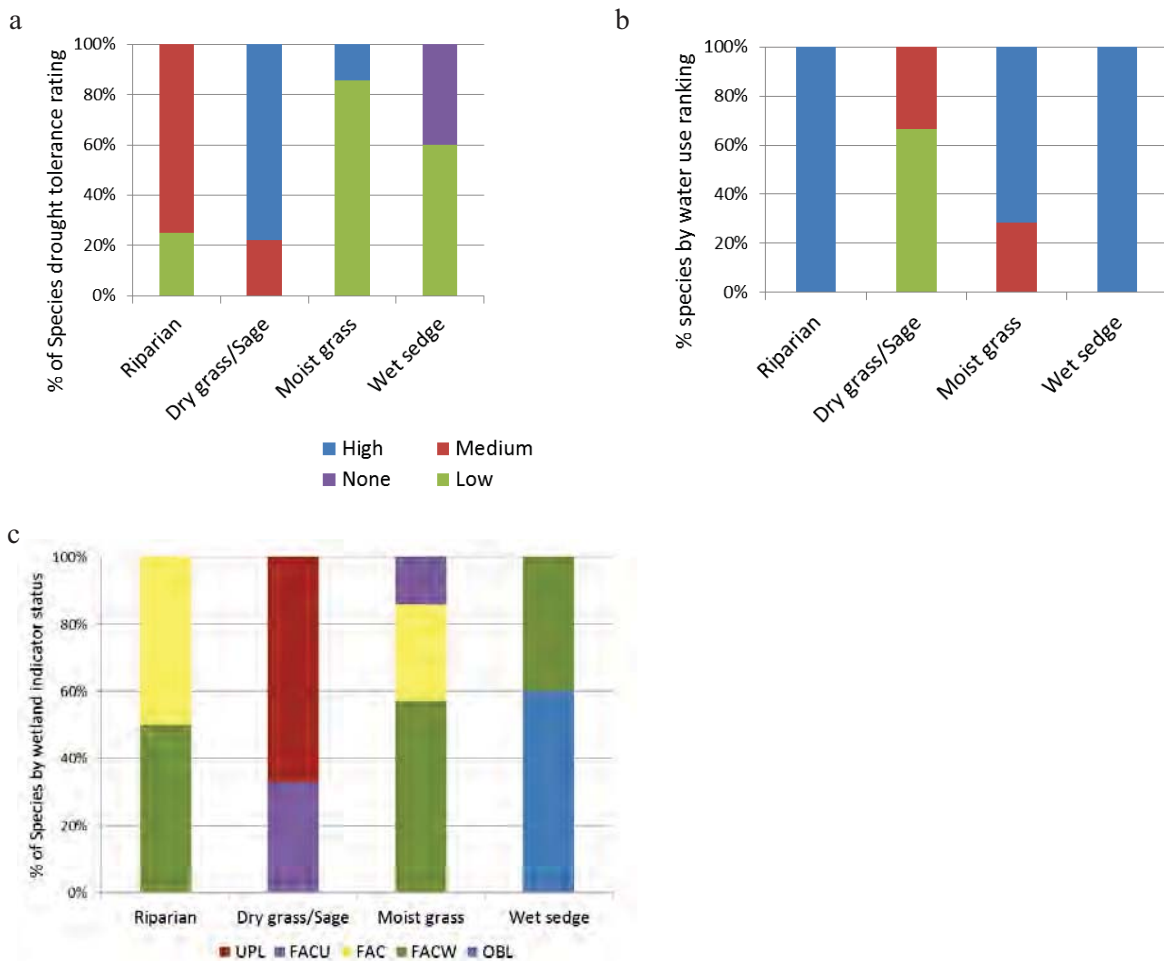 a
% of Species drought tolerance rating
100%
80%
60%
40%
20%
0%
Riparian
Dry grass/Sage
Moist grass
Wet sedge
High
Medium
None
Low
b
% species by water use ranking
100%
80%
60%
40%
20%
0%
Riparian
Dry grass/Sage
Moist grass
Wet sedge
c
% of Species by wetland indicator status
100%
80%
60%
40%
20%
0%
Riparian Dry grass/Sage Moist grass Wet sedge
UPL FACU FAC FACW OBL